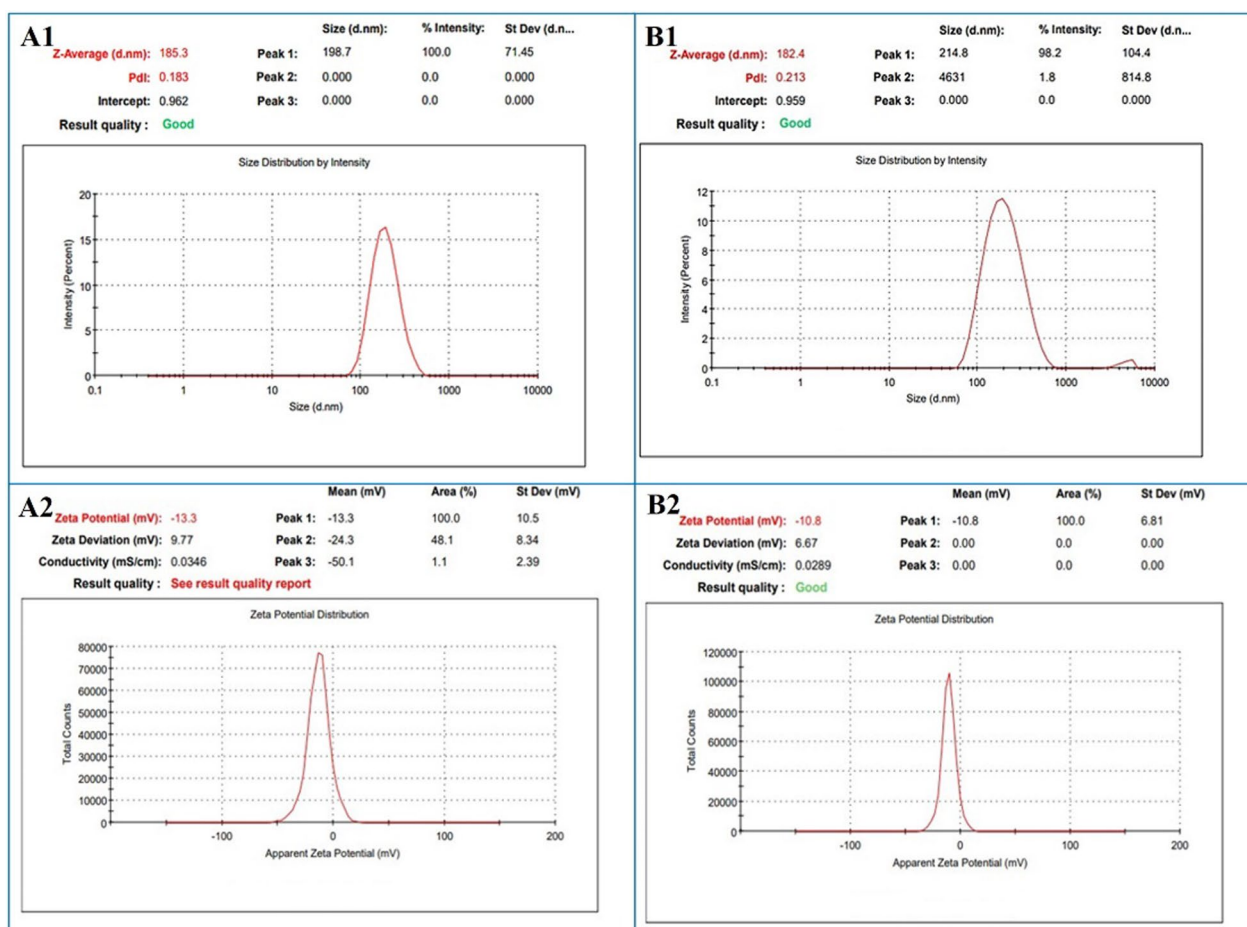 A1
Size (d.nm): % Intensity: St Dev (d.n...
Z-Average (d.nm): 185.3 Peak 1: 198.7 100.0 71.45
PdI: 0.183 Peak 2: 0.000 0.0 0.000
Intercept: 0.962 Peak 3: 0.000 0.0 0.000
Result quality : Good
Size Distribution by Intensity
Intensity (Percent)
20
15
10
5
0
0.1 1 10 100 1000 10000
Size (d.nm)
B1
Size (d.nm): % Intensity: St Dev (d.n...
Z-Average (d.nm): 182.4 Peak 1: 214.8 98.2 104.4
PdI: 0.213 Peak 2: 4631 1.8 814.8
Intercept: 0.959 Peak 3: 0.000 0.0 0.000
Result quality : Good
Size Distribution by Intensity
Intensity (Percent)
12
10
8
6
4
2
0
0.1 1 10 100 1000 10000
Size (d.nm)
A2
Mean (mV) Area (%) St Dev (mV)
Zeta Potential (mV): -13.3 Peak 1: -13.3 100.0 10.5
Zeta Deviation (mV): 9.77 Peak 2: -24.3 48.1 8.34
Conductivity (mS/cm): 0.0346 Peak 3: -50.1 1.1 2.39
Result quality : See result quality report
Zeta Potential Distribution
Total Counts
80000
70000
60000
50000
40000
30000
20000
10000
0
-100 0 100 200
Apparent Zeta Potential (mV)
B2
Mean (mV) Area (%) St Dev (mV)
Zeta Potential (mV): -10.8 Peak 1: -10.8 100.0 6.81
Zeta Deviation (mV): 6.67 Peak 2: 0.00 0.0 0.00
Conductivity (mS/cm): 0.0289 Peak 3: 0.00 0.0 0.00
Result quality : Good
Zeta Potential Distribution
Total Counts
120000
100000
80000
60000
40000
20000
0
-100 0 100 200
Apparent Zeta Potential (mV)